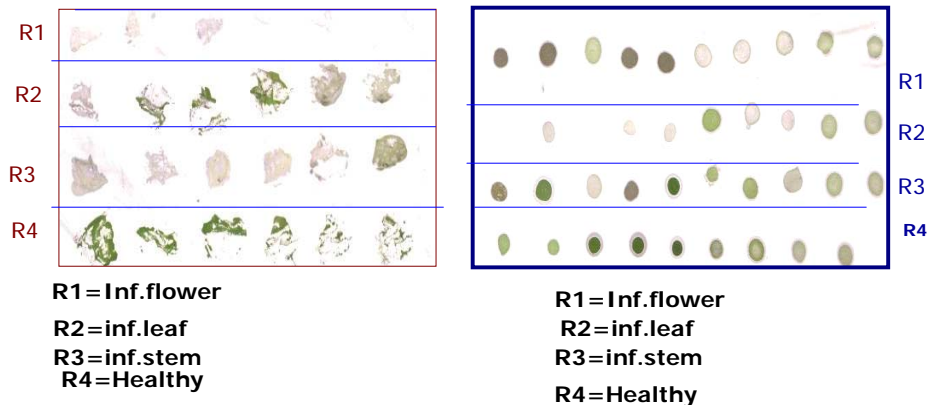 R1
R2
R3
R4
R1=Inf.flower
R2=inf.leaf
R3=inf.stem
R4=Healthy
R1
R2
R3
R4
R1=Inf.flower
R2=inf.leaf
R3=inf.stem
R4=Healthy